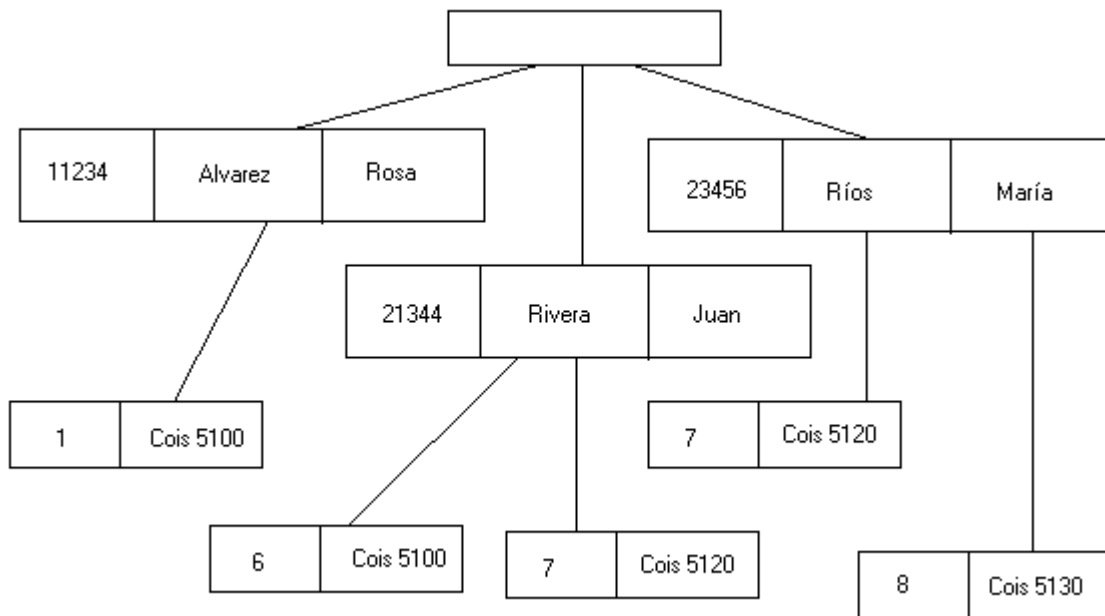 11234 Alvarez Rosa
23456 Ríos María
21344 Rivera Juan
1 Cois 5100
7 Cois 5120
6 Cois 5100
7 Cois 5120
8 Cois 5130